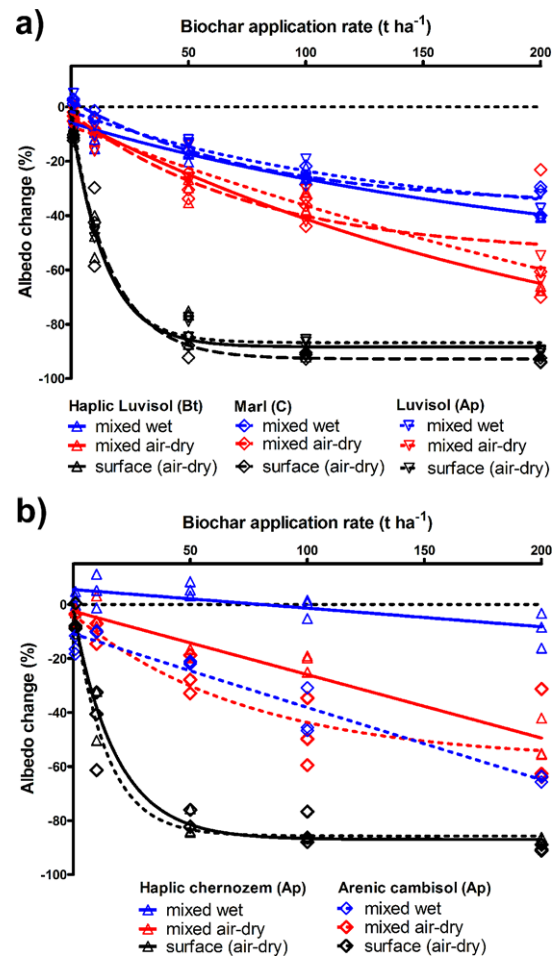 a)
Biochar application rate (t ha⁻¹)
50 100 150 200
0
-20
-40
-60
-80
-100
Albedo change (%)
Haplic Luvisol (Bt) Marl (C) Luvisol (Ap)
mixed wet mixed wet mixed wet
mixed air-dry mixed air-dry mixed air-dry
surface (air-dry) surface (air-dry) surface (air-dry)
b)
Biochar application rate (t ha⁻¹)
50 100 150 200
0
-20
-40
-60
-80
-100
Albedo change (%)
Haplic chernozem (Ap) Arenic cambisol (Ap)
mixed wet mixed wet
mixed air-dry mixed air-dry
surface (air-dry) surface (air-dry)